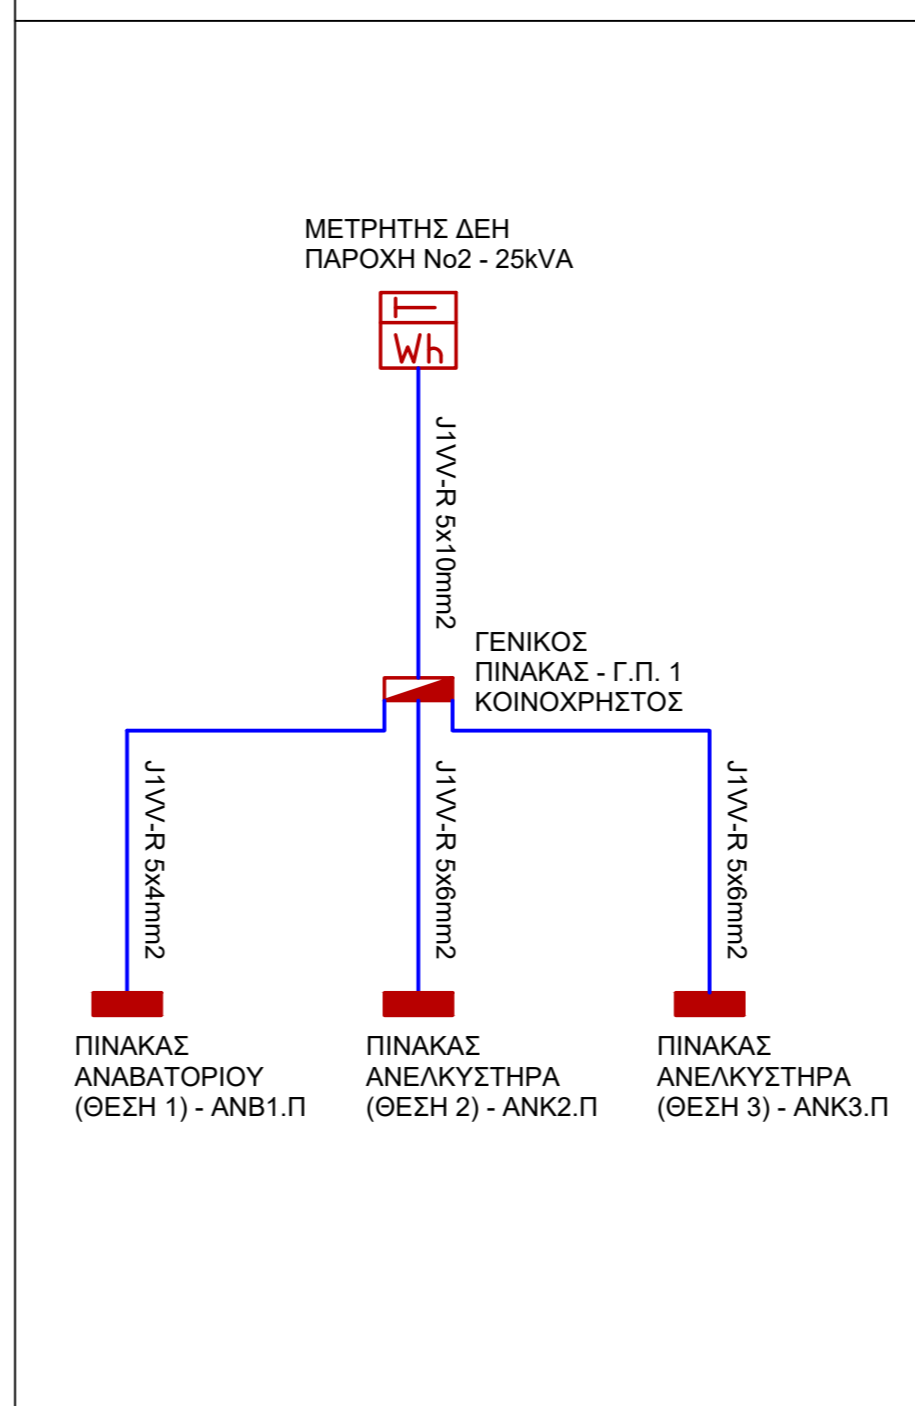 ΜΕΤΡΗΤΗΣ ΔΕΗ
ΠΑΡΟΧΗ Νο2 - 25kVA
Wh
J1VV-R 5x10mm2
ΓΕΝΙΚΟΣ
ΠΙΝΑΚΑΣ - Γ.Π. 1
ΚΟΙΝΟΧΡΗΣΤΟΣ
J1VV-R 5x4mm2
J1VV-R 5x6mm2
J1VV-R 5x6mm2
ΠΙΝΑΚΑΣ
ΑΝΑΒΑΤΟΡΙΟΥ
(ΘΕΣΗ 1) - ΑΝΒ1.Π
ΠΙΝΑΚΑΣ
ΑΝΕΛΚΥΣΤΗΡΑ
(ΘΕΣΗ 2) - ΑΝΚ2.Π
ΠΙΝΑΚΑΣ
ΑΝΕΛΚΥΣΤΗΡΑ
(ΘΕΣΗ 3) - ΑΝΚ3.Π